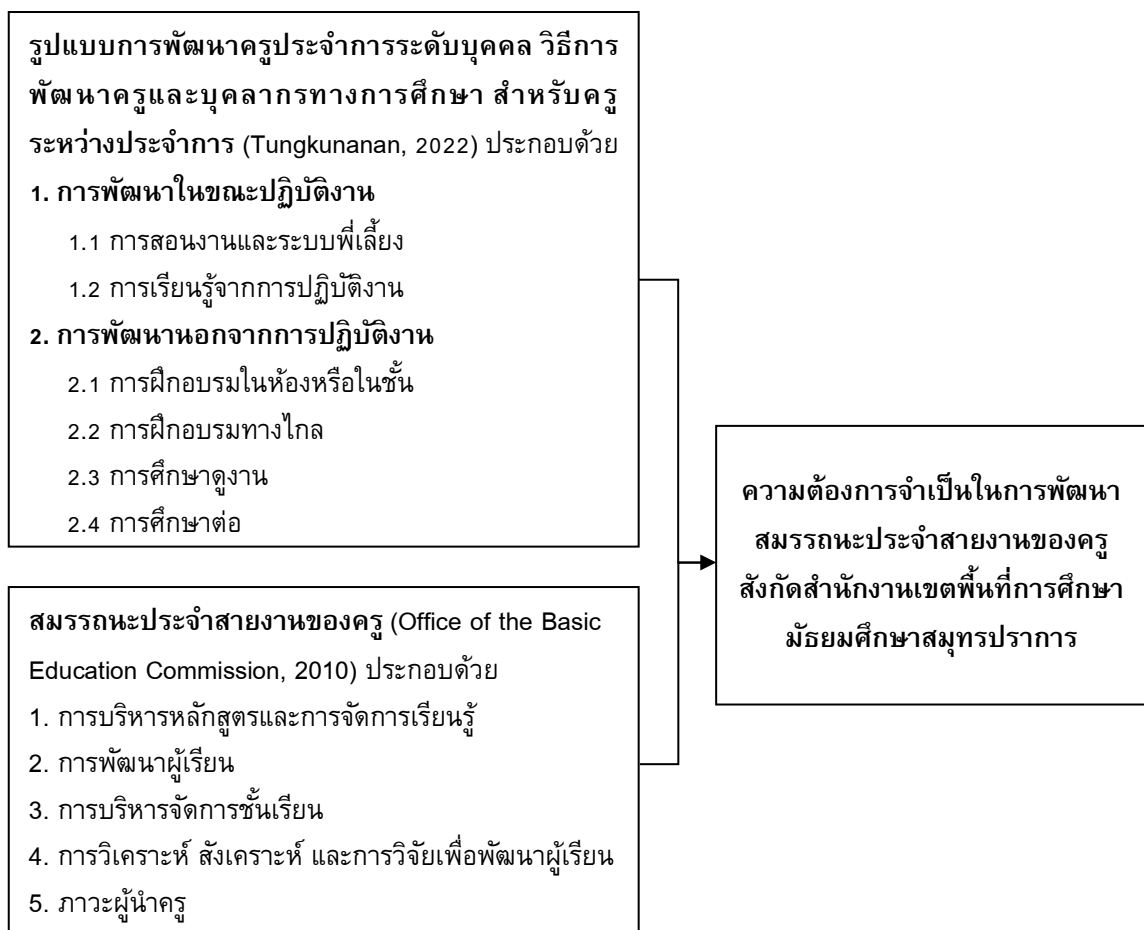 รูปแบบการพัฒนาครูประจำการระดับบุคคล วิธีการ
พัฒนาครูและบุคลากรทางการศึกษา สำหรับครู
ระหว่างประจำการ (Tungkunanan, 2022) ประกอบด้วย
1. การพัฒนาในขณะปฏิบัติงาน
1.1 การสอนงานและระบบพี่เลี้ยง
1.2 การเรียนรู้จากการปฏิบัติงาน
2. การพัฒนานอกจากการปฏิบัติงาน
2.1 การฝึกอบรมในห้องหรือในชั้น
2.2 การฝึกอบรมทางไกล
2.3 การศึกษาดูงาน
2.4 การศึกษาต่อ
สมรรถนะประจำสายงานของครู (Office of the Basic
Education Commission, 2010) ประกอบด้วย
1. การบริหารหลักสูตรและการจัดการเรียนรู้
2. การพัฒนาผู้เรียน
3. การบริหารจัดการชั้นเรียน
4. การวิเคราะห์ สังเคราะห์ และการวิจัยเพื่อพัฒนาผู้เรียน
5. ภาวะผู้นำครู
ความต้องการจำเป็นในการพัฒนา
สมรรถนะประจำสายงานของครู
สังกัดสำนักงานเขตพื้นที่การศึกษา
มัธยมศึกษาสมุทรปราการ